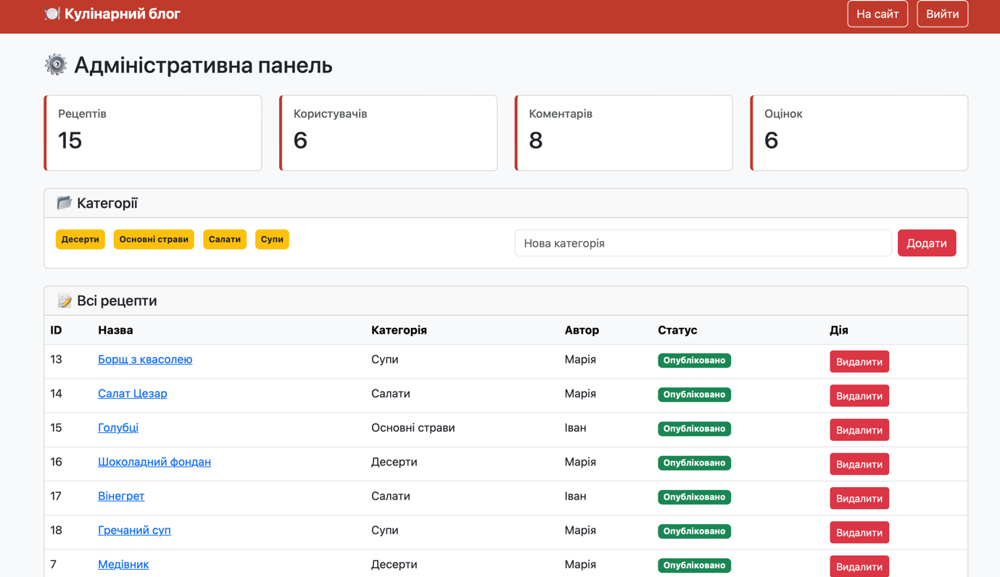 🍽️ Кулінарний блог На сайт Вийти
⚙️ Адміністративна панель
Рецептів Користувачів Коментарів Оцінок
15 6 8 6
📁 Категорії
Десерти Основні страви Салати Супи Нова категорія Додати
📝 Всі рецепти
ID Назва Категорія Автор Статус Дія
13 Борщ з квасолею Супи Марія Опубліковано Видалити
14 Салат Цезар Салати Марія Опубліковано Видалити
15 Голубці Основні страви Іван Опубліковано Видалити
16 Шоколадний фондан Десерти Марія Опубліковано Видалити
17 Вінегрет Салати Іван Опубліковано Видалити
18 Гречаний суп Супи Марія Опубліковано Видалити
7 Медівник Десерти Марія Опубліковано Видалити